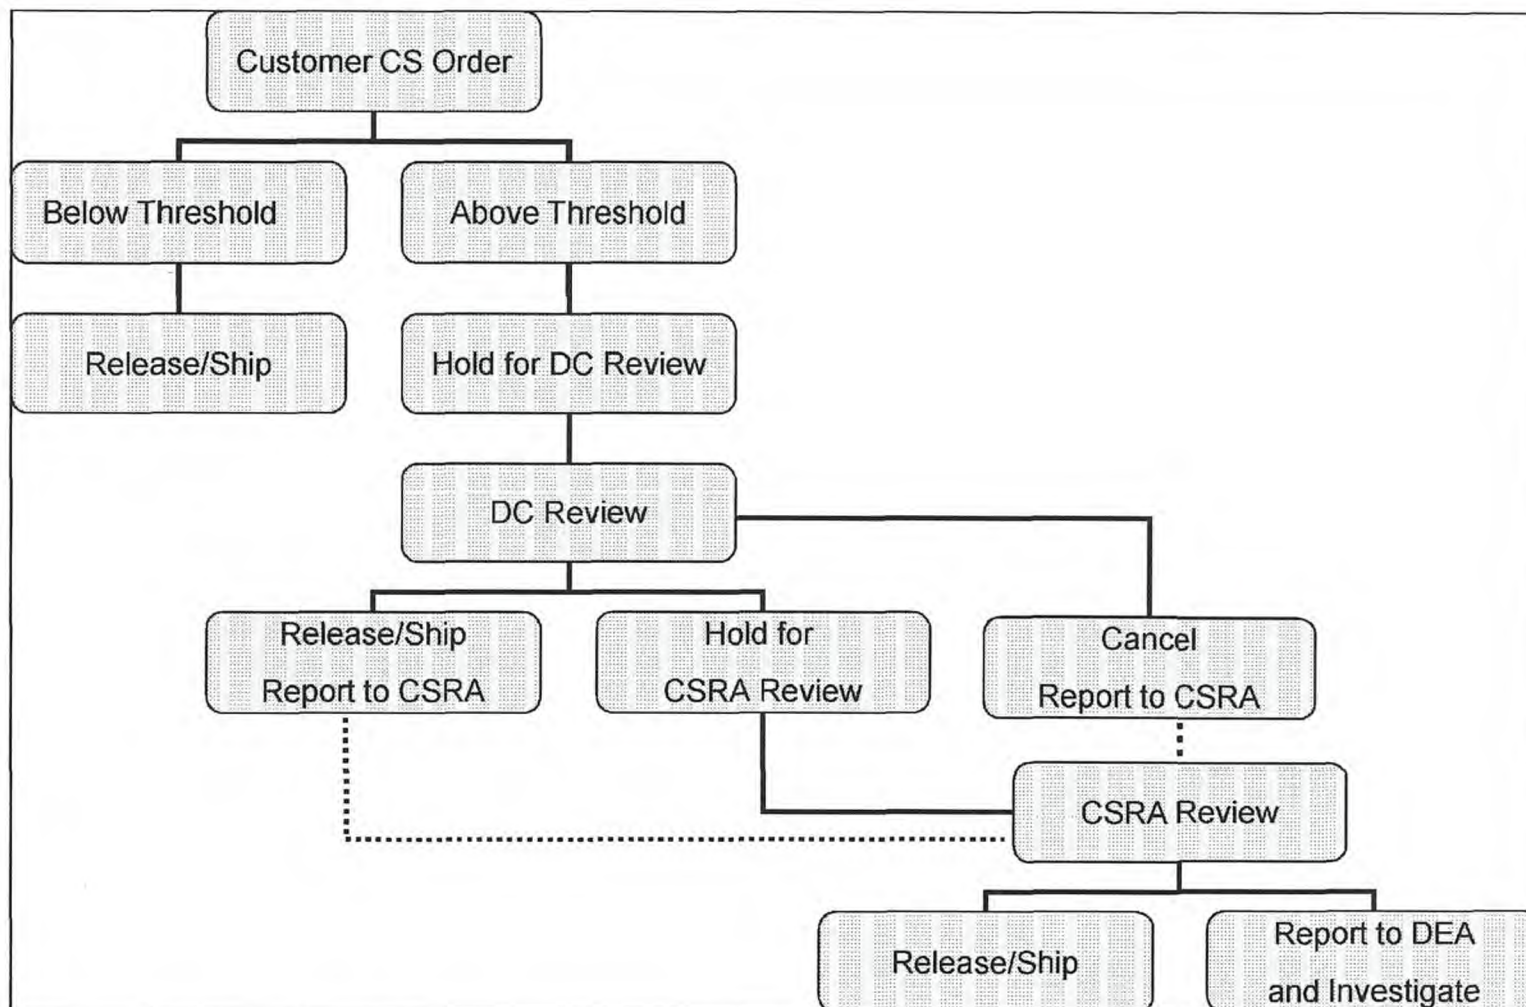 Customer CS Order
Below Threshold
Above Threshold
Release/Ship
Hold for DC Review
DC Review
Release/Ship
Report to CSRA
Hold for
CSRA Review
Cancel
Report to CSRA
CSRA Review
Release/Ship
Report to DEA
and Investigate